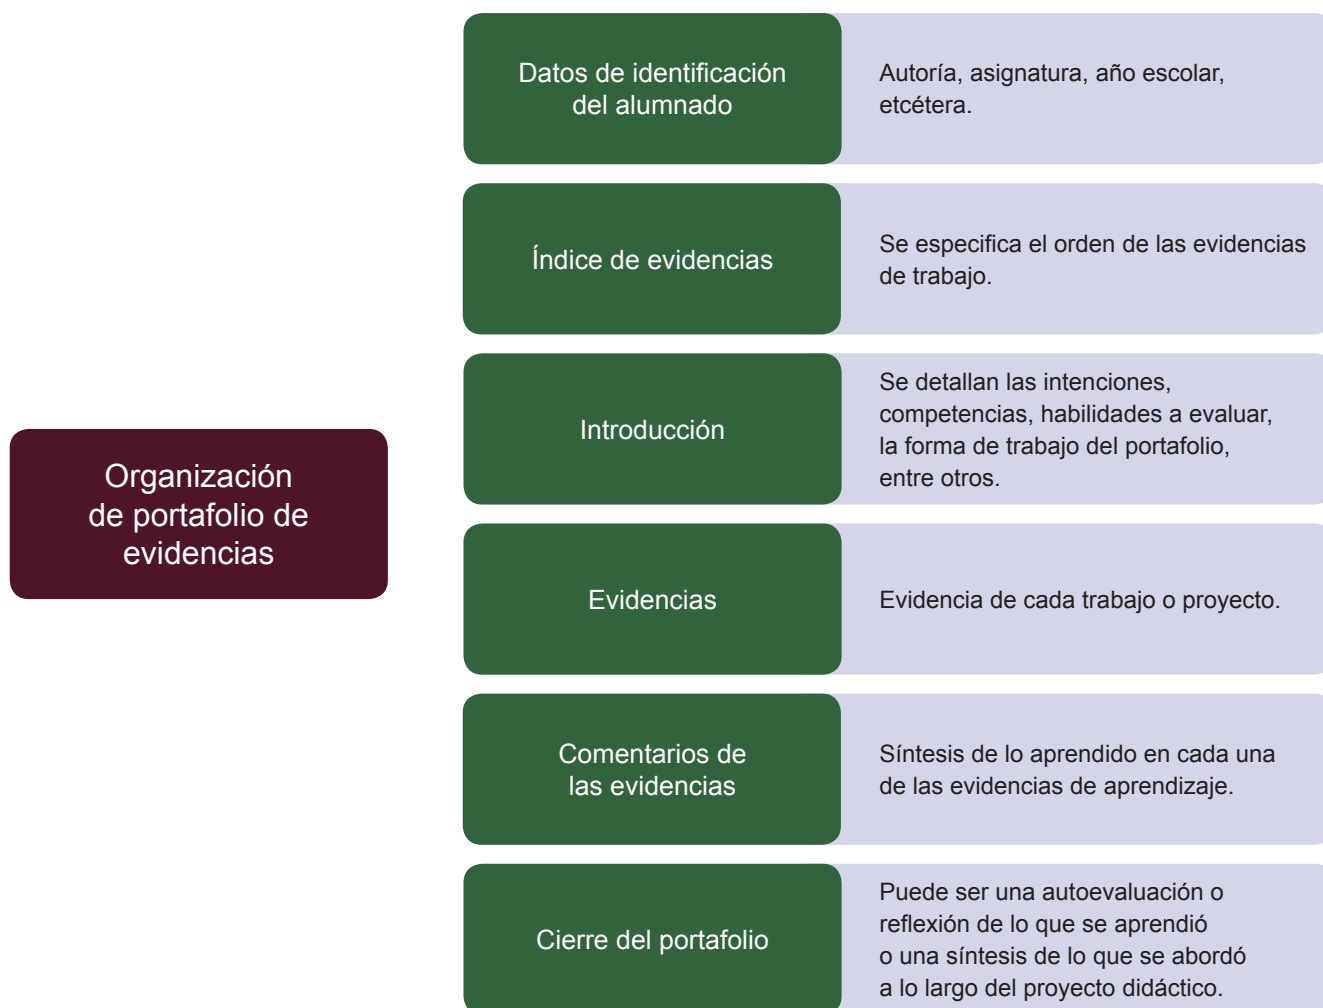 Organización
de portafolio de
evidencias
Datos de identificación
del alumnado
Autoría, asignatura, año escolar,
etcétera.
Índice de evidencias
Se especifica el orden de las evidencias
de trabajo.
Introducción
Se detallan las intenciones,
competencias, habilidades a evaluar,
la forma de trabajo del portafolio,
entre otros.
Evidencias
Evidencia de cada trabajo o proyecto.
Comentarios de
las evidencias
Síntesis de lo aprendido en cada una
de las evidencias de aprendizaje.
Cierre del portafolio
Puede ser una autoevaluación o
reflexión de lo que se aprendió
o una síntesis de lo que se abordó
a lo largo del proyecto didáctico.